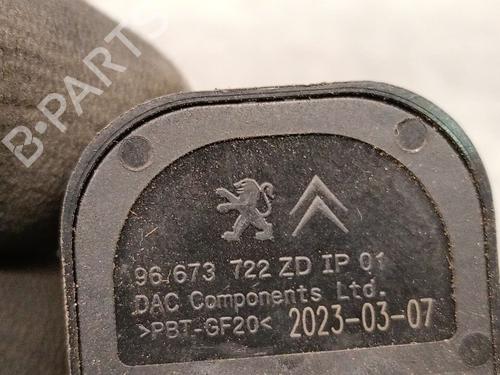 B-PARTS
96/673 722 ZD IP 01
DAC Components Ltd.
>PBT-GF20< 2023-03-07